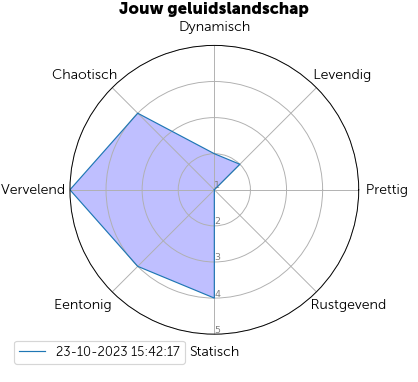 Jouw geluidslandschap
Dynamisch
Chaotisch
Levendig
Vervelend
Prettig
1
2
3
4
5
Eentonig
Rustgevend
Statisch
23-10-2023 15:42:17